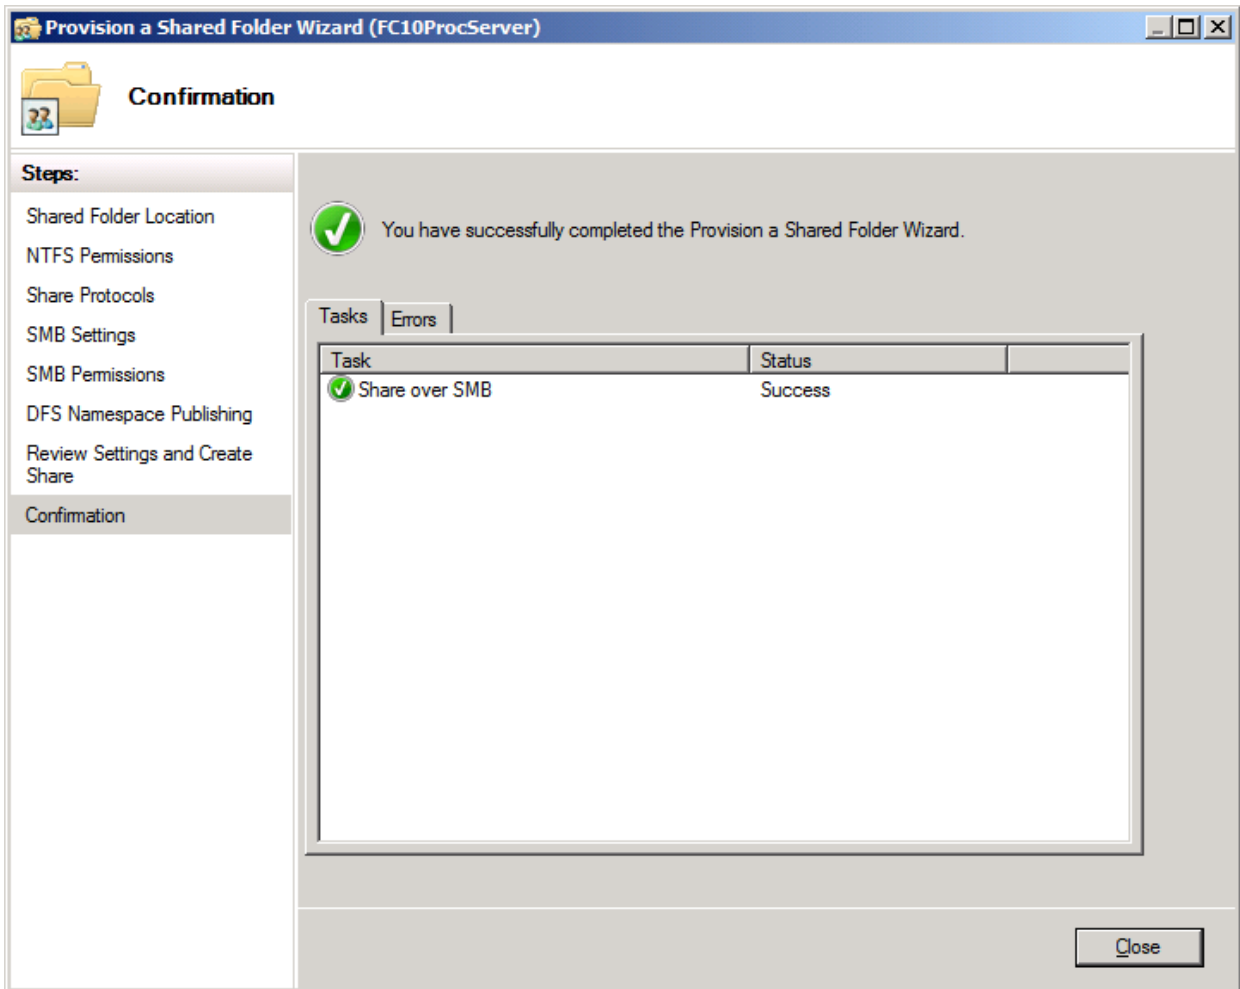 Provision a Shared Folder Wizard (FC10ProcServer)
Confirmation
Steps:
Shared Folder Location
NTFS Permissions
Share Protocols
SMB Settings
SMB Permissions
DFS Namespace Publishing
Review Settings and Create
Share
Confirmation
You have successfully completed the Provision a Shared Folder Wizard.
Tasks Errors
Task Status
Share over SMB Success
Close